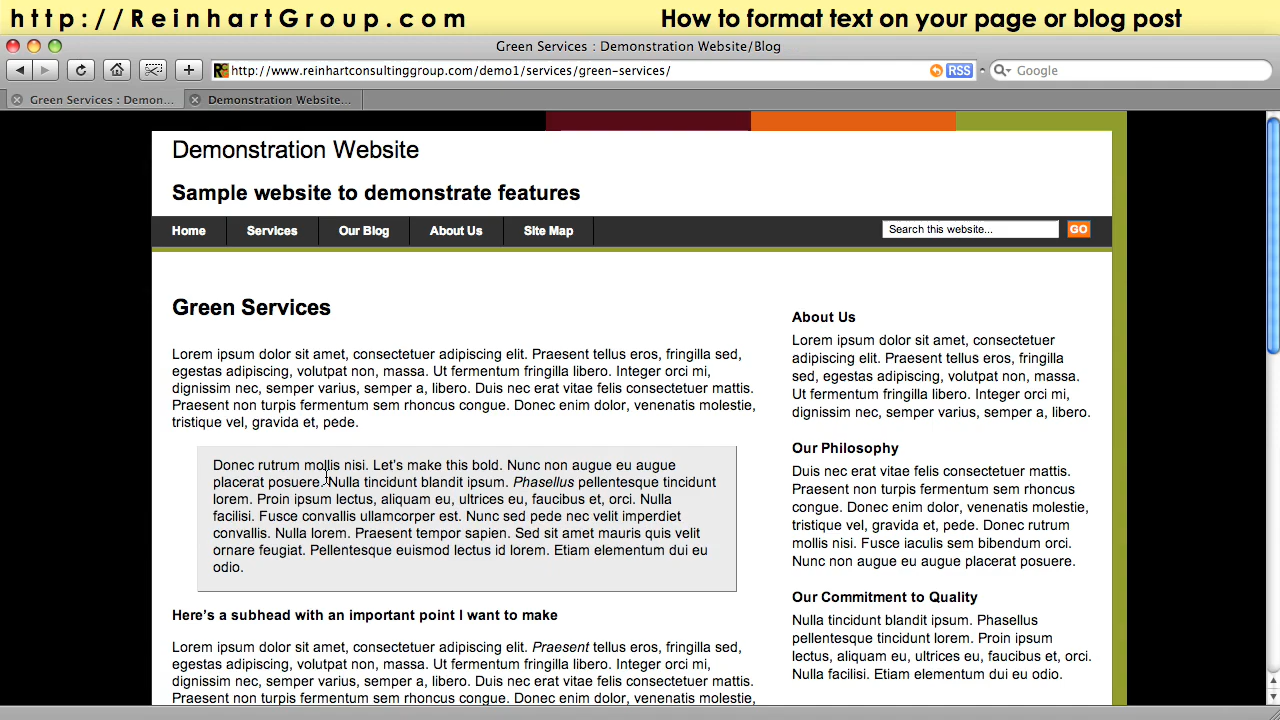 http://ReinhartGroup.com
How to format text on your page or blog post
Green Services : Demonstration Website/Blog
http://www.reinhartconsultinggroup.com/demo1/services/green-services/
RSS
Google
Green Services : Demon...
Demonstration Website...
Demonstration Website
Sample website to demonstrate features
Home
Services
Our Blog
About Us
Site Map
Search this website...
GO
Green Services
Lorem ipsum dolor sit amet, consectetuer adipiscing elit. Praesent tellus eros, fringilla sed,
egestas adipiscing, volutpat non, massa. Ut fermentum fringilla libero. Integer orci mi,
dignissim nec, semper varius, semper a, libero. Duis nec erat vitae felis consectetuer mattis.
Praesent non turpis fermentum sem rhoncus congue. Donec enim dolor, venenatis molestie,
tristique vel, gravida et, pede.
Donec rutrum mollis nisi. Let's make this bold. Nunc non augue eu augue
placerat posuere. Nulla tincidunt blandit ipsum. Phasellus pellentesque tincidunt
lorem. Proin ipsum lectus, aliquam eu, ultrices eu, faucibus et, orci. Nulla
facilisi. Fusce convallis ullamcorper est. Nunc sed pede nec velit imperdiet
convallis. Nulla lorem. Praesent tempor sapien. Sed sit amet mauris quis velit
ornare feugiat. Pellentesque euismod lectus id lorem. Etiam elementum dui eu
odio.
Here's a subhead with an important point I want to make
Lorem ipsum dolor sit amet, consectetuer adipiscing elit. Praesent tellus eros, fringilla sed,
egestas adipiscing, volutpat non, massa. Ut fermentum fringilla libero. Integer orci mi,
dignissim nec, semper varius, semper a, libero. Duis nec erat vitae felis consectetuer mattis.
Praesent non turpis fermentum sem rhoncus congue. Donec enim dolor, venenatis molestie,
About Us
Lorem ipsum dolor sit amet, consectetuer
adipiscing elit. Praesent tellus eros, fringilla
sed, egestas adipiscing, volutpat non, massa.
Ut fermentum fringilla libero. Integer orci mi,
dignissim nec, semper varius, semper a, libero.
Our Philosophy
Duis nec erat vitae felis consectetuer mattis.
Praesent non turpis fermentum sem rhoncus
congue. Donec enim dolor, venenatis molestie,
tristique vel, gravida et, pede. Donec rutrum
mollis nisi. Fusce iaculis sem bibendum orci.
Nunc non augue eu augue placerat posuere.
Our Commitment to Quality
Nulla tincidunt blandit ipsum. Phasellus
pellentesque tincidunt lorem. Proin ipsum
lectus, aliquam eu, ultrices eu, faucibus et, orci.
Nulla facilisi. Etiam elementum dui eu odio.